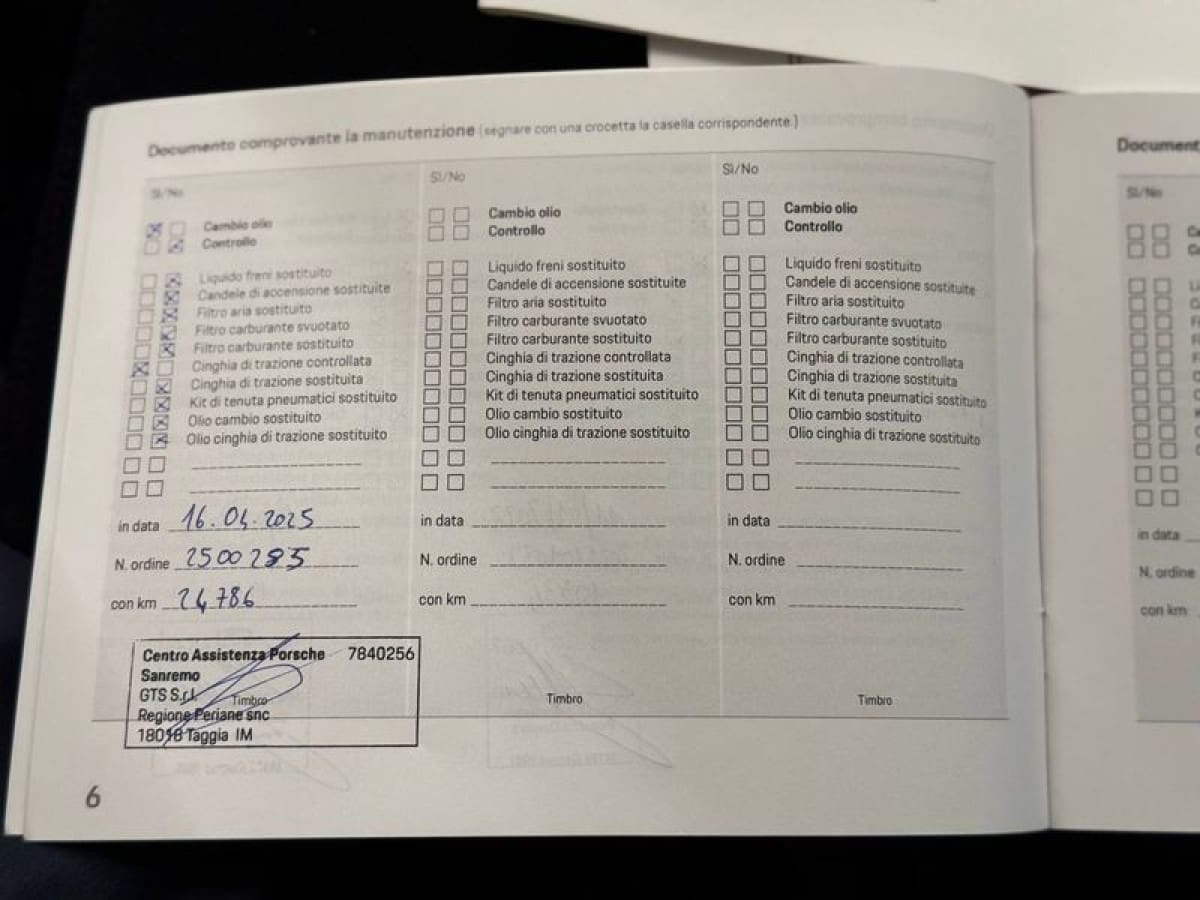 Documento comprovante la manutenzione (segnare con una crocetta la casella corrispondente.)
Sì/No
Cambio olio
Controllo
Liquido freni sostituito
Candele di accensione sostituite
Filtro aria sostituito
Filtro carburante svuotato
Filtro carburante sostituito
Cinghia di trazione controllata
Cinghia di trazione sostituita
Kit di tenuta pneumatici sostituito
Olio cambio sostituito
Olio cinghia di trazione sostituito
in data 16.04.2025
N. ordine 2500285
con km 24786
Centro Assistenza Porsche 7840256
Sanremo
GTS S.r.l.
Timbro
Regione Periane snc
18018 Taggia IM
Sì/No
Cambio olio
Controllo
Liquido freni sostituito
Candele di accensione sostituite
Filtro aria sostituito
Filtro carburante svuotato
Filtro carburante sostituito
Cinghia di trazione controllata
Cinghia di trazione sostituita
Kit di tenuta pneumatici sostituito
Olio cambio sostituito
Olio cinghia di trazione sostituito
in data
N. ordine
con km
Timbro
Sì/No
Cambio olio
Controllo
Liquido freni sostituito
Candele di accensione sostituite
Filtro aria sostituito
Filtro carburante svuotato
Filtro carburante sostituito
Cinghia di trazione controllata
Cinghia di trazione sostituita
Kit di tenuta pneumatici sostituito
Olio cambio sostituito
Olio cinghia di trazione sostituito
in data
N. ordine
con km
Timbro
6
Document
Sì/No
in data
N. ordine
con km